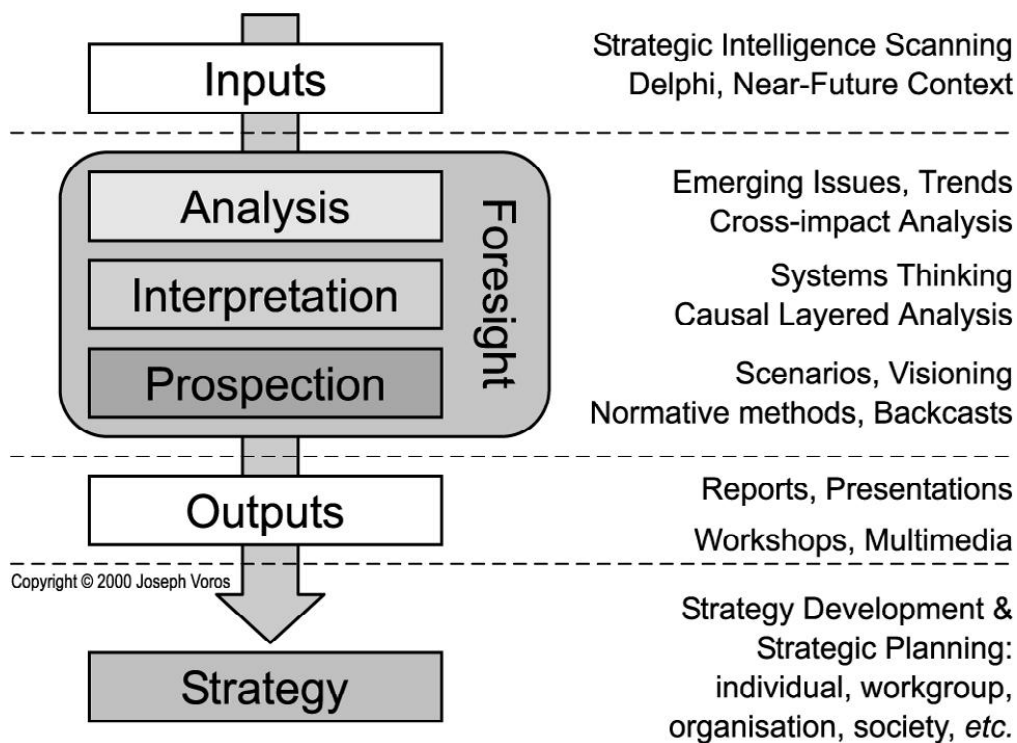 Inputs
Strategic Intelligence Scanning
Delphi, Near-Future Context
Foresight
Analysis
Emerging Issues, Trends
Cross-impact Analysis
Interpretation
Systems Thinking
Causal Layered Analysis
Prospection
Scenarios, Visioning
Normative methods, Backcasts
Outputs
Reports, Presentations
Workshops, Multimedia
Copyright © 2000 Joseph Voros
Strategy
Strategy Development &
Strategic Planning:
individual, workgroup,
organisation, society, etc.